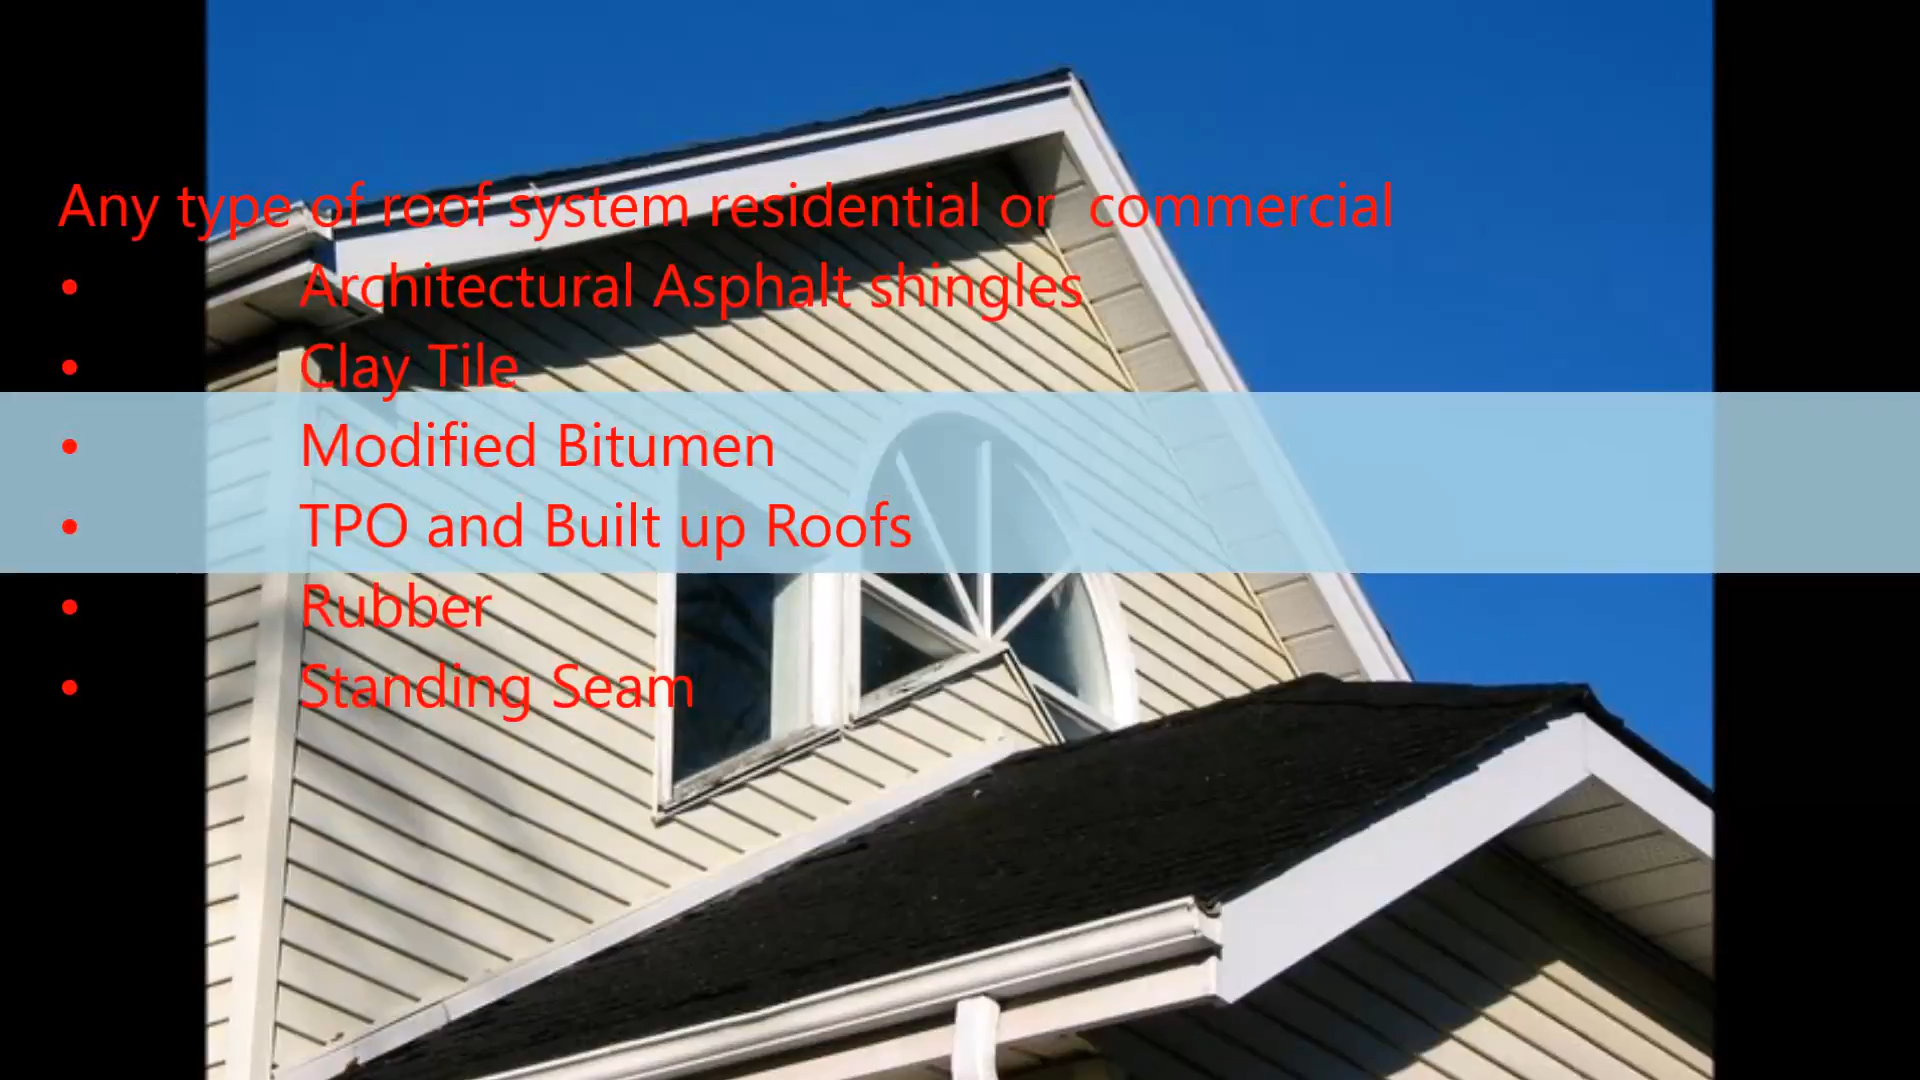 Any type of roof system residential or  commercial
• Architectural Asphalt shingles
• Clay Tile
• Modified Bitumen
• TPO and Built up Roofs
• Rubber
• Standing Seam